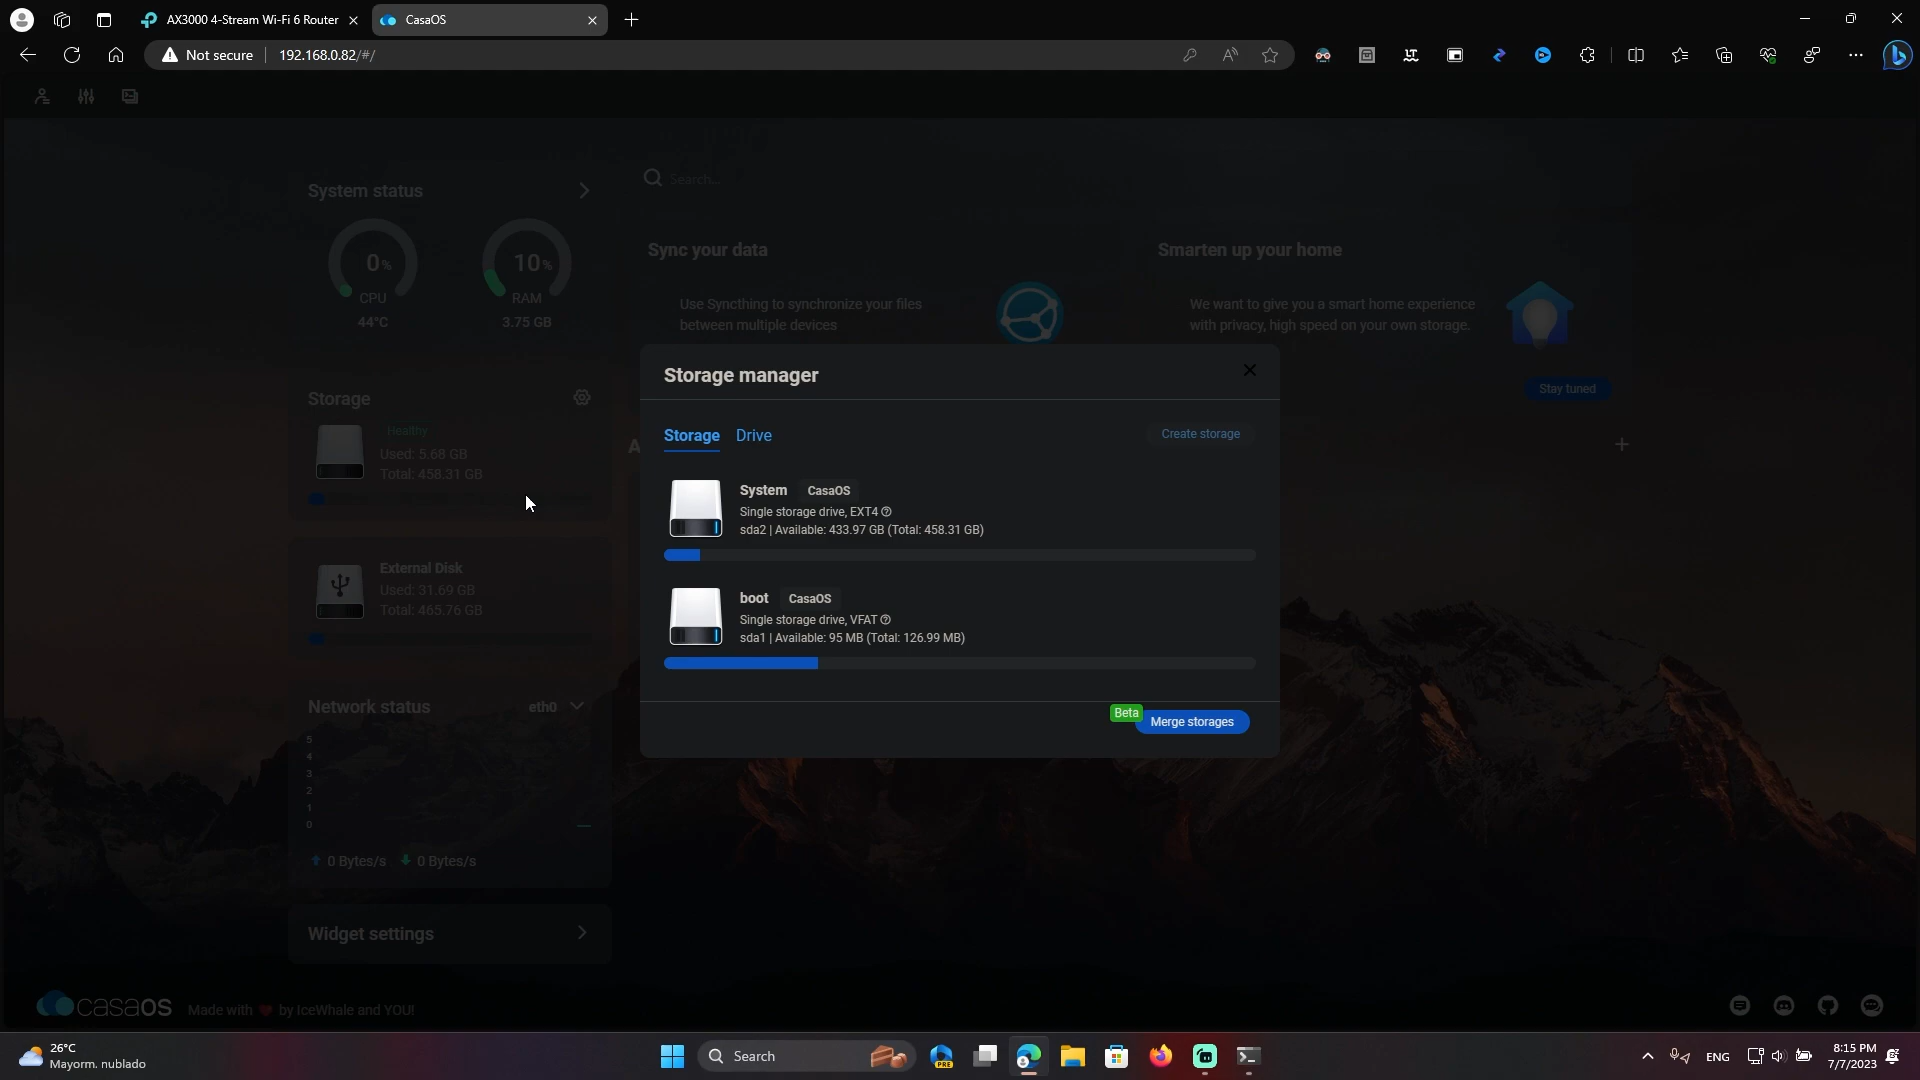 AX3000 4-Stream Wi-Fi 6 Router
CasaOS
Not secure
192.168.0.82/#/
System status
Search...
0%
CPU
44°C
10%
RAM
3.75 GB
Sync your data
Use Syncthing to synchronize your files
between multiple devices
Smarten up your home
We want to give you a smart home experience
with privacy, high speed on your own storage.
Stay tuned
Storage
Healthy
Used: 5.68 GB
Total: 458.31 GB
A
External Disk
Used: 31.69 GB
Total: 465.76 GB
Storage manager
Storage
Drive
Create storage
System CasaOS
Single storage drive, EXT4
sda2 | Available: 433.97 GB (Total: 458.31 GB)
boot CasaOS
Single storage drive, VFAT
sda1 | Available: 95 MB (Total: 126.99 MB)
Beta
Merge storages
Network status
eth0
5
4
3
2
1
0
0 Bytes/s
0 Bytes/s
Widget settings
casaOS
Made with ❤ by IceWhale and YOU!
26°C
Mayorm. nublado
Search
PRE
ENG
8:15 PM
7/7/2023